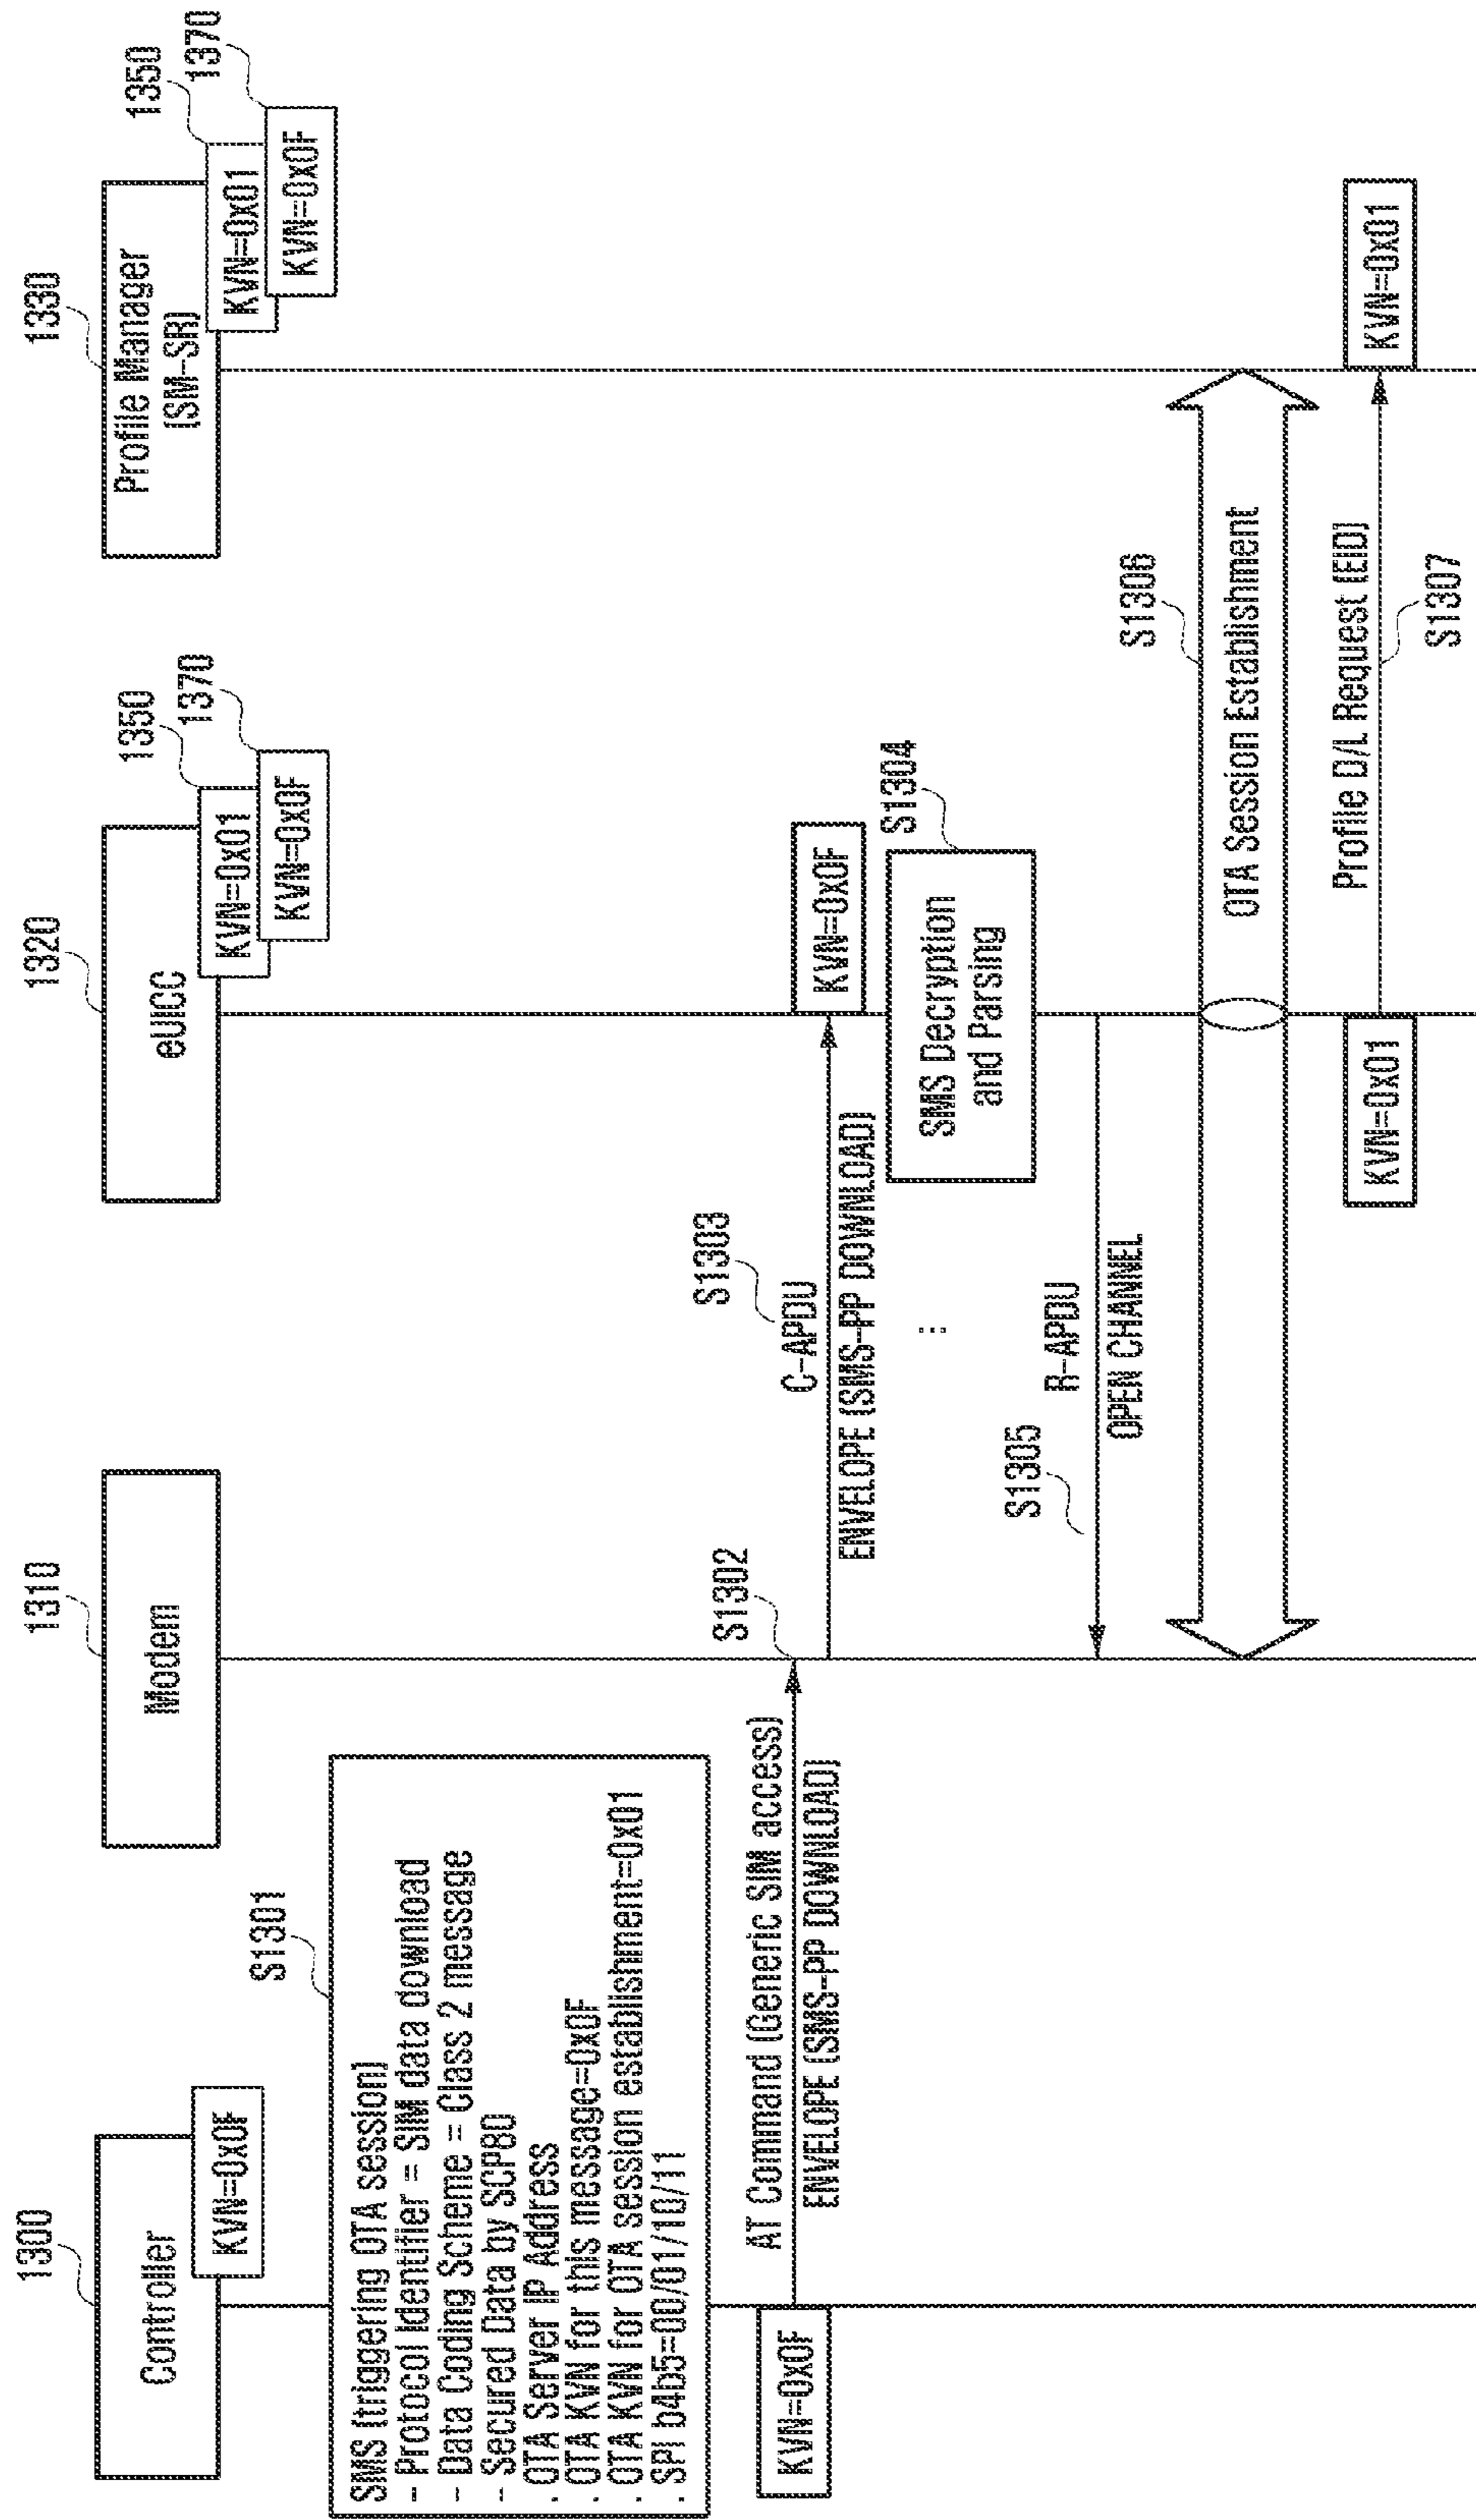 1300
Controller
KVN=0x0F
1310
Modem
1320
eUICC
1350
KVN=0x01
1370
KVN=0x0F
1330
Profile Manager
(SM-SR)
1350
KVN=0x01
1370
KVN=0x0F
S1301
SMS (triggering OTA session)
- Protocol Identifier = SIM data download
- Data Coding Scheme = Class 2 message
- Secured Data by SCP80
: OTA Server IP Address
: OTA KVN for this message=0x0F
: OTA KVN for OTA session establishment=0x01
: SPI b4b5=00/01/10/11
KVN=0x0F
AT Command (Generic SIM access)
ENVELOPE (SMS-PP DOWNLOAD)
S1302
S1303
C-APDU
ENVELOPE (SMS-PP DOWNLOAD)
KVN=0x0F
S1304
SMS Decryption
and Parsing
...
S1305
R-APDU
OPEN CHANNEL
S1306
OTA Session Establishment
KVN=0x01
Profile D/L Request (EID)
S1307
KVN=0x01